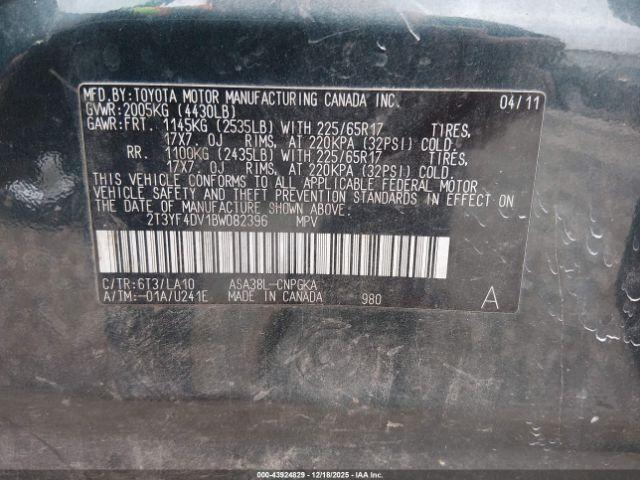 MFD. BY: TOYOTA MOTOR MANUFACTURING CANADA INC. 04/11
GVWR: 2005KG (4430LB)
GAWR: FRT. 1145KG (2535LB) WITH 225/65R17 TIRES,
17X7.0J RIMS, AT 220KPA (32PSI) COLD.
RR. 1100KG (2435LB) WITH 225/65R17 TIRES,
17X7.0J RIMS, AT 220KPA (32PSI) COLD.
THIS VEHICLE CONFORMS TO ALL APPLICABLE FEDERAL MOTOR
VEHICLE SAFETY AND THEFT PREVENTION STANDARDS IN EFFECT ON
THE DATE OF MANUFACTURE SHOWN ABOVE.
2T3YF4DV1BW082396 MPV
C/TR: 6T3/LA10 ASA38L-CNPGKA
A/TM: -01A/U241E MADE IN CANADA 980 A
00-43924829 - 12/18/2025 - IAAI.com